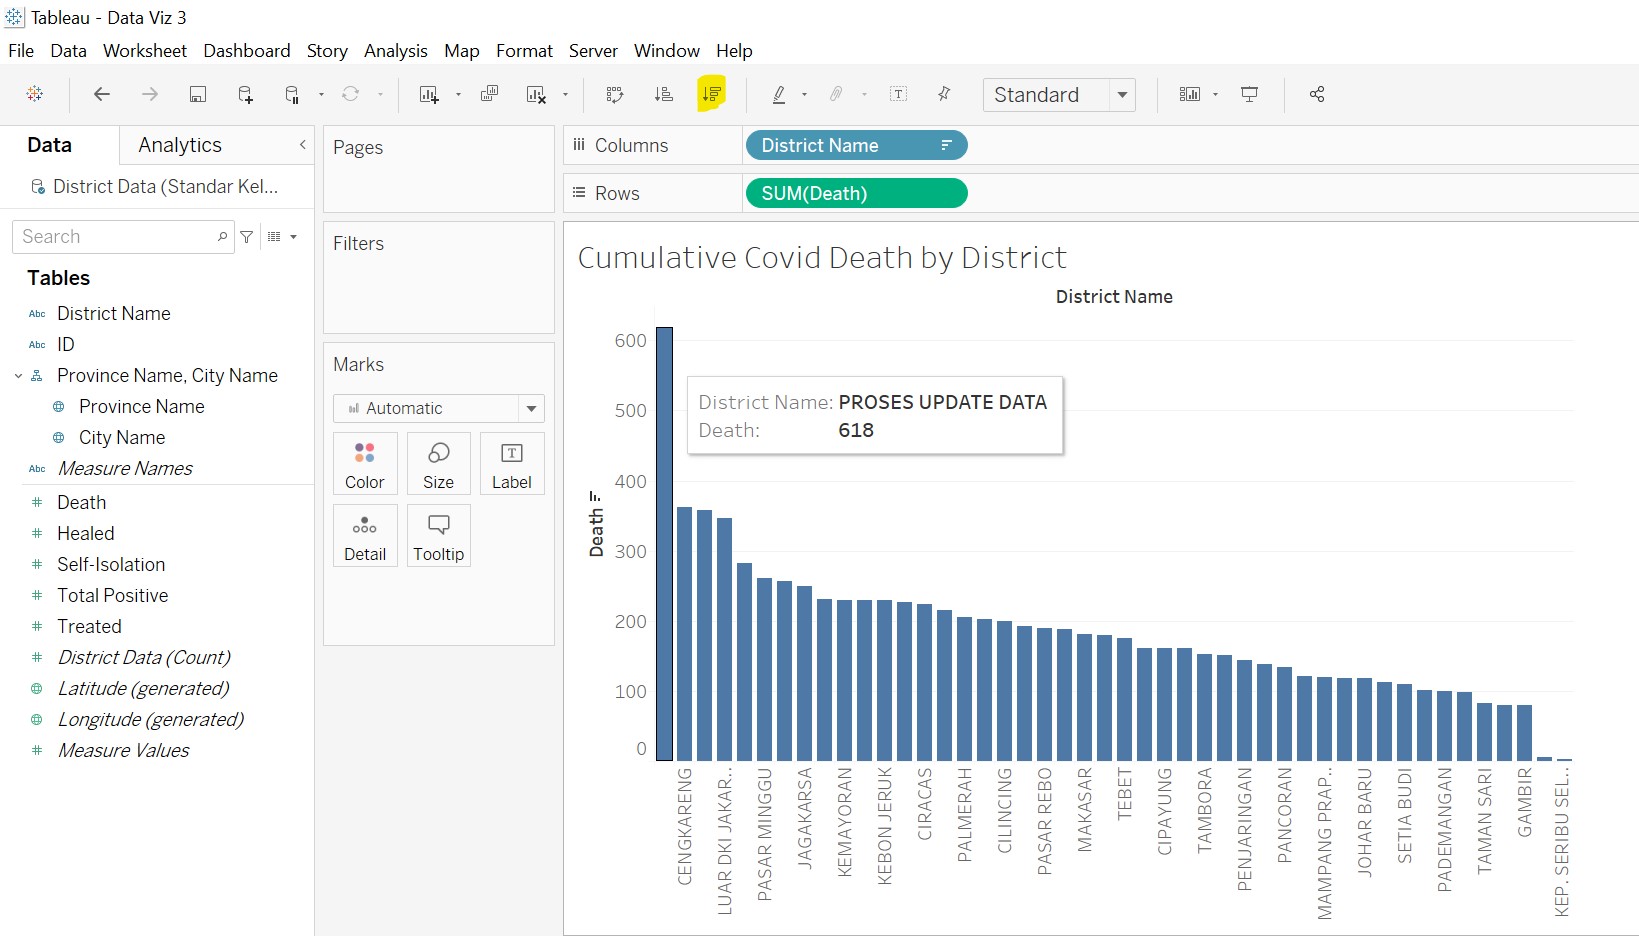 Tableau - Data Viz 3
File Data Worksheet Dashboard Story Analysis Map Format Server Window Help
Standard
Data
Analytics
District Data (Standar Kel...
Search
Tables
Abc District Name
Abc ID
Province Name, City Name
Province Name
City Name
Abc Measure Names
# Death
# Healed
# Self-Isolation
# Total Positive
# Treated
# District Data (Count)
Latitude (generated)
Longitude (generated)
# Measure Values
Pages
Filters
Marks
Automatic
Color
Size
T
Label
Detail
Tooltip
Columns
District Name
Rows
SUM(Death)
Cumulative Covid Death by District
District Name
Death
600
500
400
300
200
100
0
District Name: PROSES UPDATE DATA
Death: 618
CENGKARENG
LUAR DKI JAKAR..
PASAR MINGGU
JAGAKARSA
KEMAYORAN
KEBON JERUK
CIRACAS
PALMERAH
CILINCING
PASAR REBO
MAKASAR
TEBET
CIPAYUNG
TAMBORA
PENJARINGAN
PANCORAN
MAMPANG PRAP..
JOHAR BARU
SETIA BUDI
PADEMANGAN
TAMAN SARI
GAMBIR
KEP. SERIBU SEL..